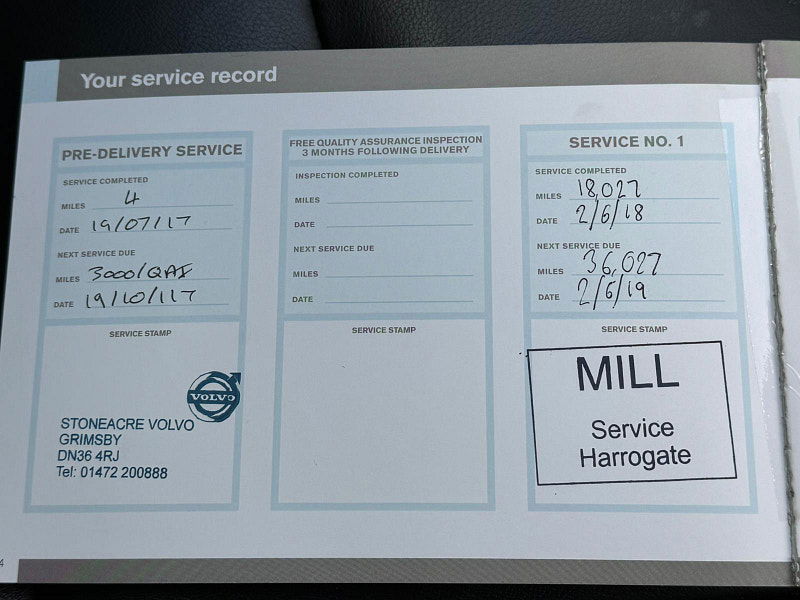 Your service record
PRE-DELIVERY SERVICE
SERVICE COMPLETED
MILES 4
DATE 19/07/17
NEXT SERVICE DUE
MILES 3000/QAI
DATE 19/10/117
SERVICE STAMP
VOLVO
STONEACRE VOLVO
GRIMSBY
DN36 4RJ
Tel: 01472 200888
FREE QUALITY ASSURANCE INSPECTION
3 MONTHS FOLLOWING DELIVERY
INSPECTION COMPLETED
MILES
DATE
NEXT SERVICE DUE
MILES
DATE
SERVICE STAMP
SERVICE NO. 1
SERVICE COMPLETED
MILES 18,027
DATE 2/6/18
NEXT SERVICE DUE
MILES 36,027
DATE 2/6/19
SERVICE STAMP
MILL
Service
Harrogate
4